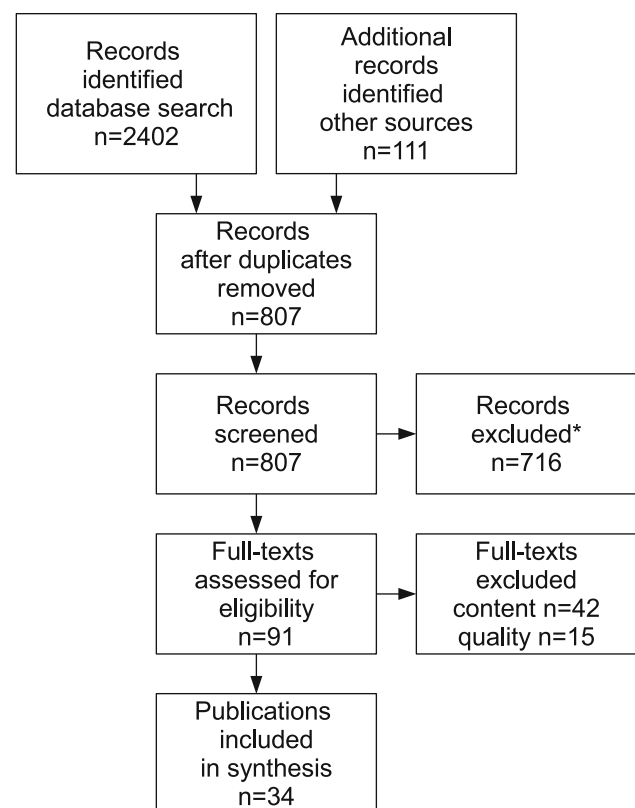 Records
identified
database search
n=2402
Additional
records
identified
other sources
n=111
Records
after duplicates
removed
n=807
Records
screened
n=807
Records
excluded*
n=716
Full-texts
assessed for
eligibility
n=91
Full-texts
excluded
content n=42
quality n=15
Publications
included
in synthesis
n=34